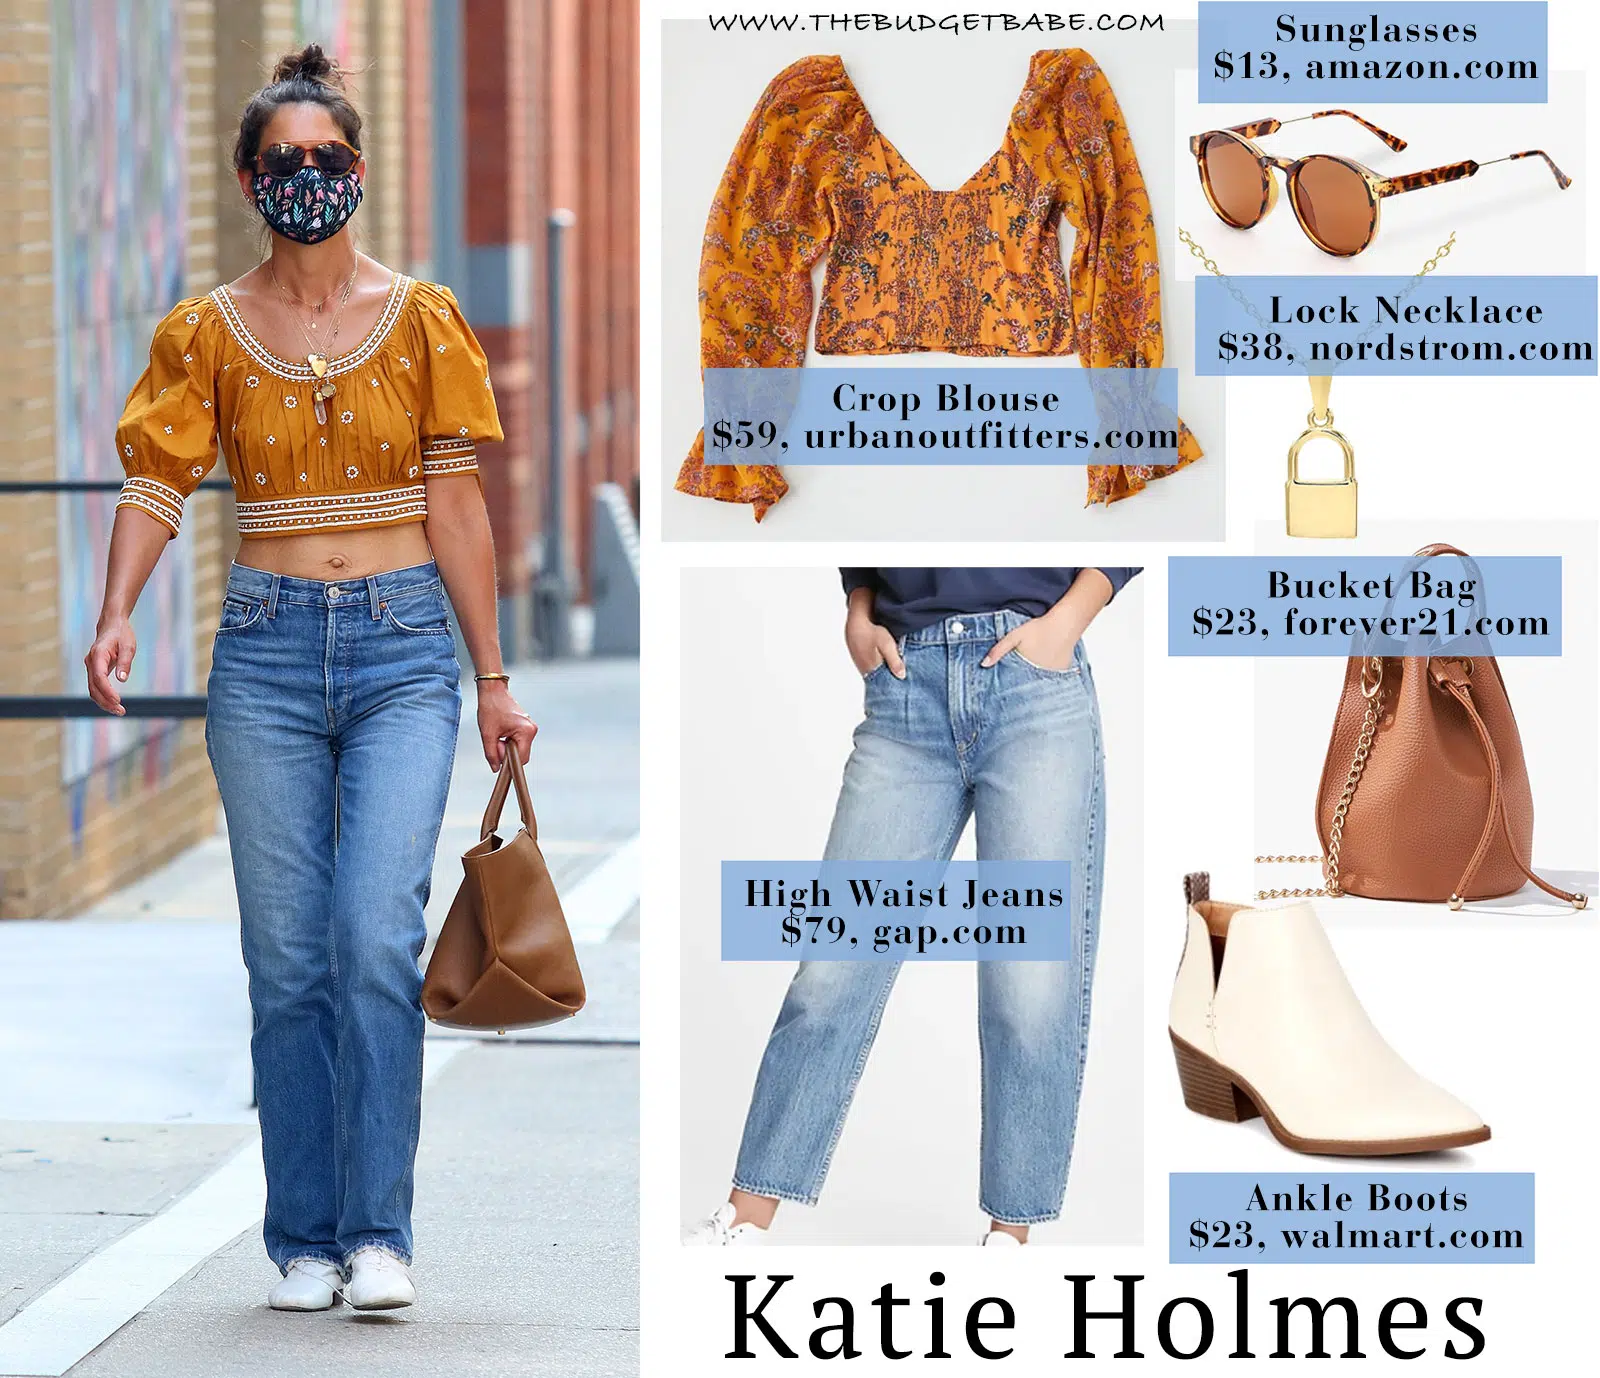 WWW.THEBUDGETBABE.COM
Sunglasses
$13, amazon.com
Lock Necklace
$38, nordstrom.com
Crop Blouse
$59, urbanoutfitters.com
Bucket Bag
$23, forever21.com
High Waist Jeans
$79, gap.com
Ankle Boots
$23, walmart.com
Katie Holmes